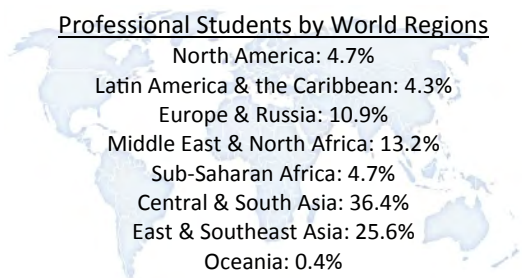 Professional Students by World Regions
North America: 4.7%
Latin America & the Caribbean: 4.3%
Europe & Russia: 10.9%
Middle East & North Africa: 13.2%
Sub-Saharan Africa: 4.7%
Central & South Asia: 36.4%
East & Southeast Asia: 25.6%
Oceania: 0.4%